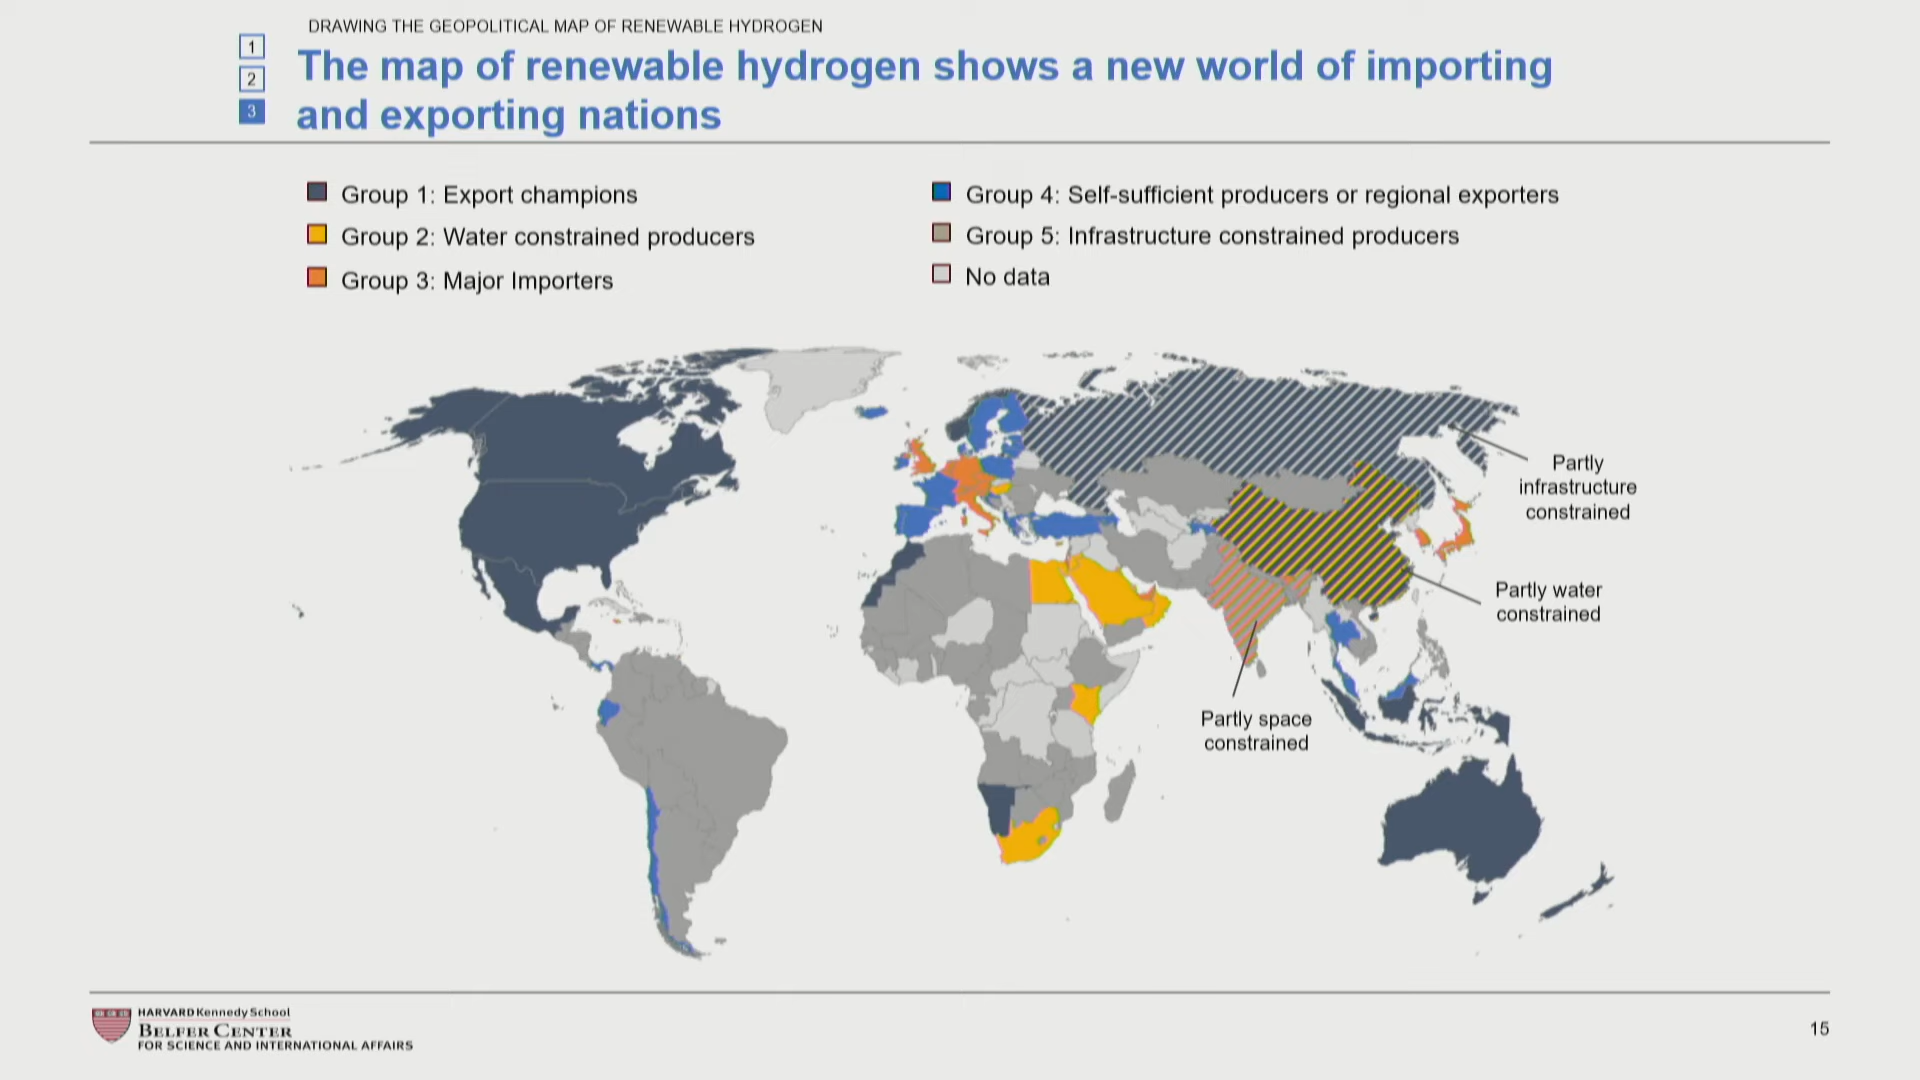 DRAWING THE GEOPOLITICAL MAP OF RENEWABLE HYDROGEN
1
2
3
The map of renewable hydrogen shows a new world of importing
and exporting nations
Group 1: Export champions
Group 2: Water constrained producers
Group 3: Major Importers
Group 4: Self-sufficient producers or regional exporters
Group 5: Infrastructure constrained producers
No data
Partly
infrastructure
constrained
Partly water
constrained
Partly space
constrained
HARVARD Kennedy School
BELFER CENTER
FOR SCIENCE AND INTERNATIONAL AFFAIRS
15